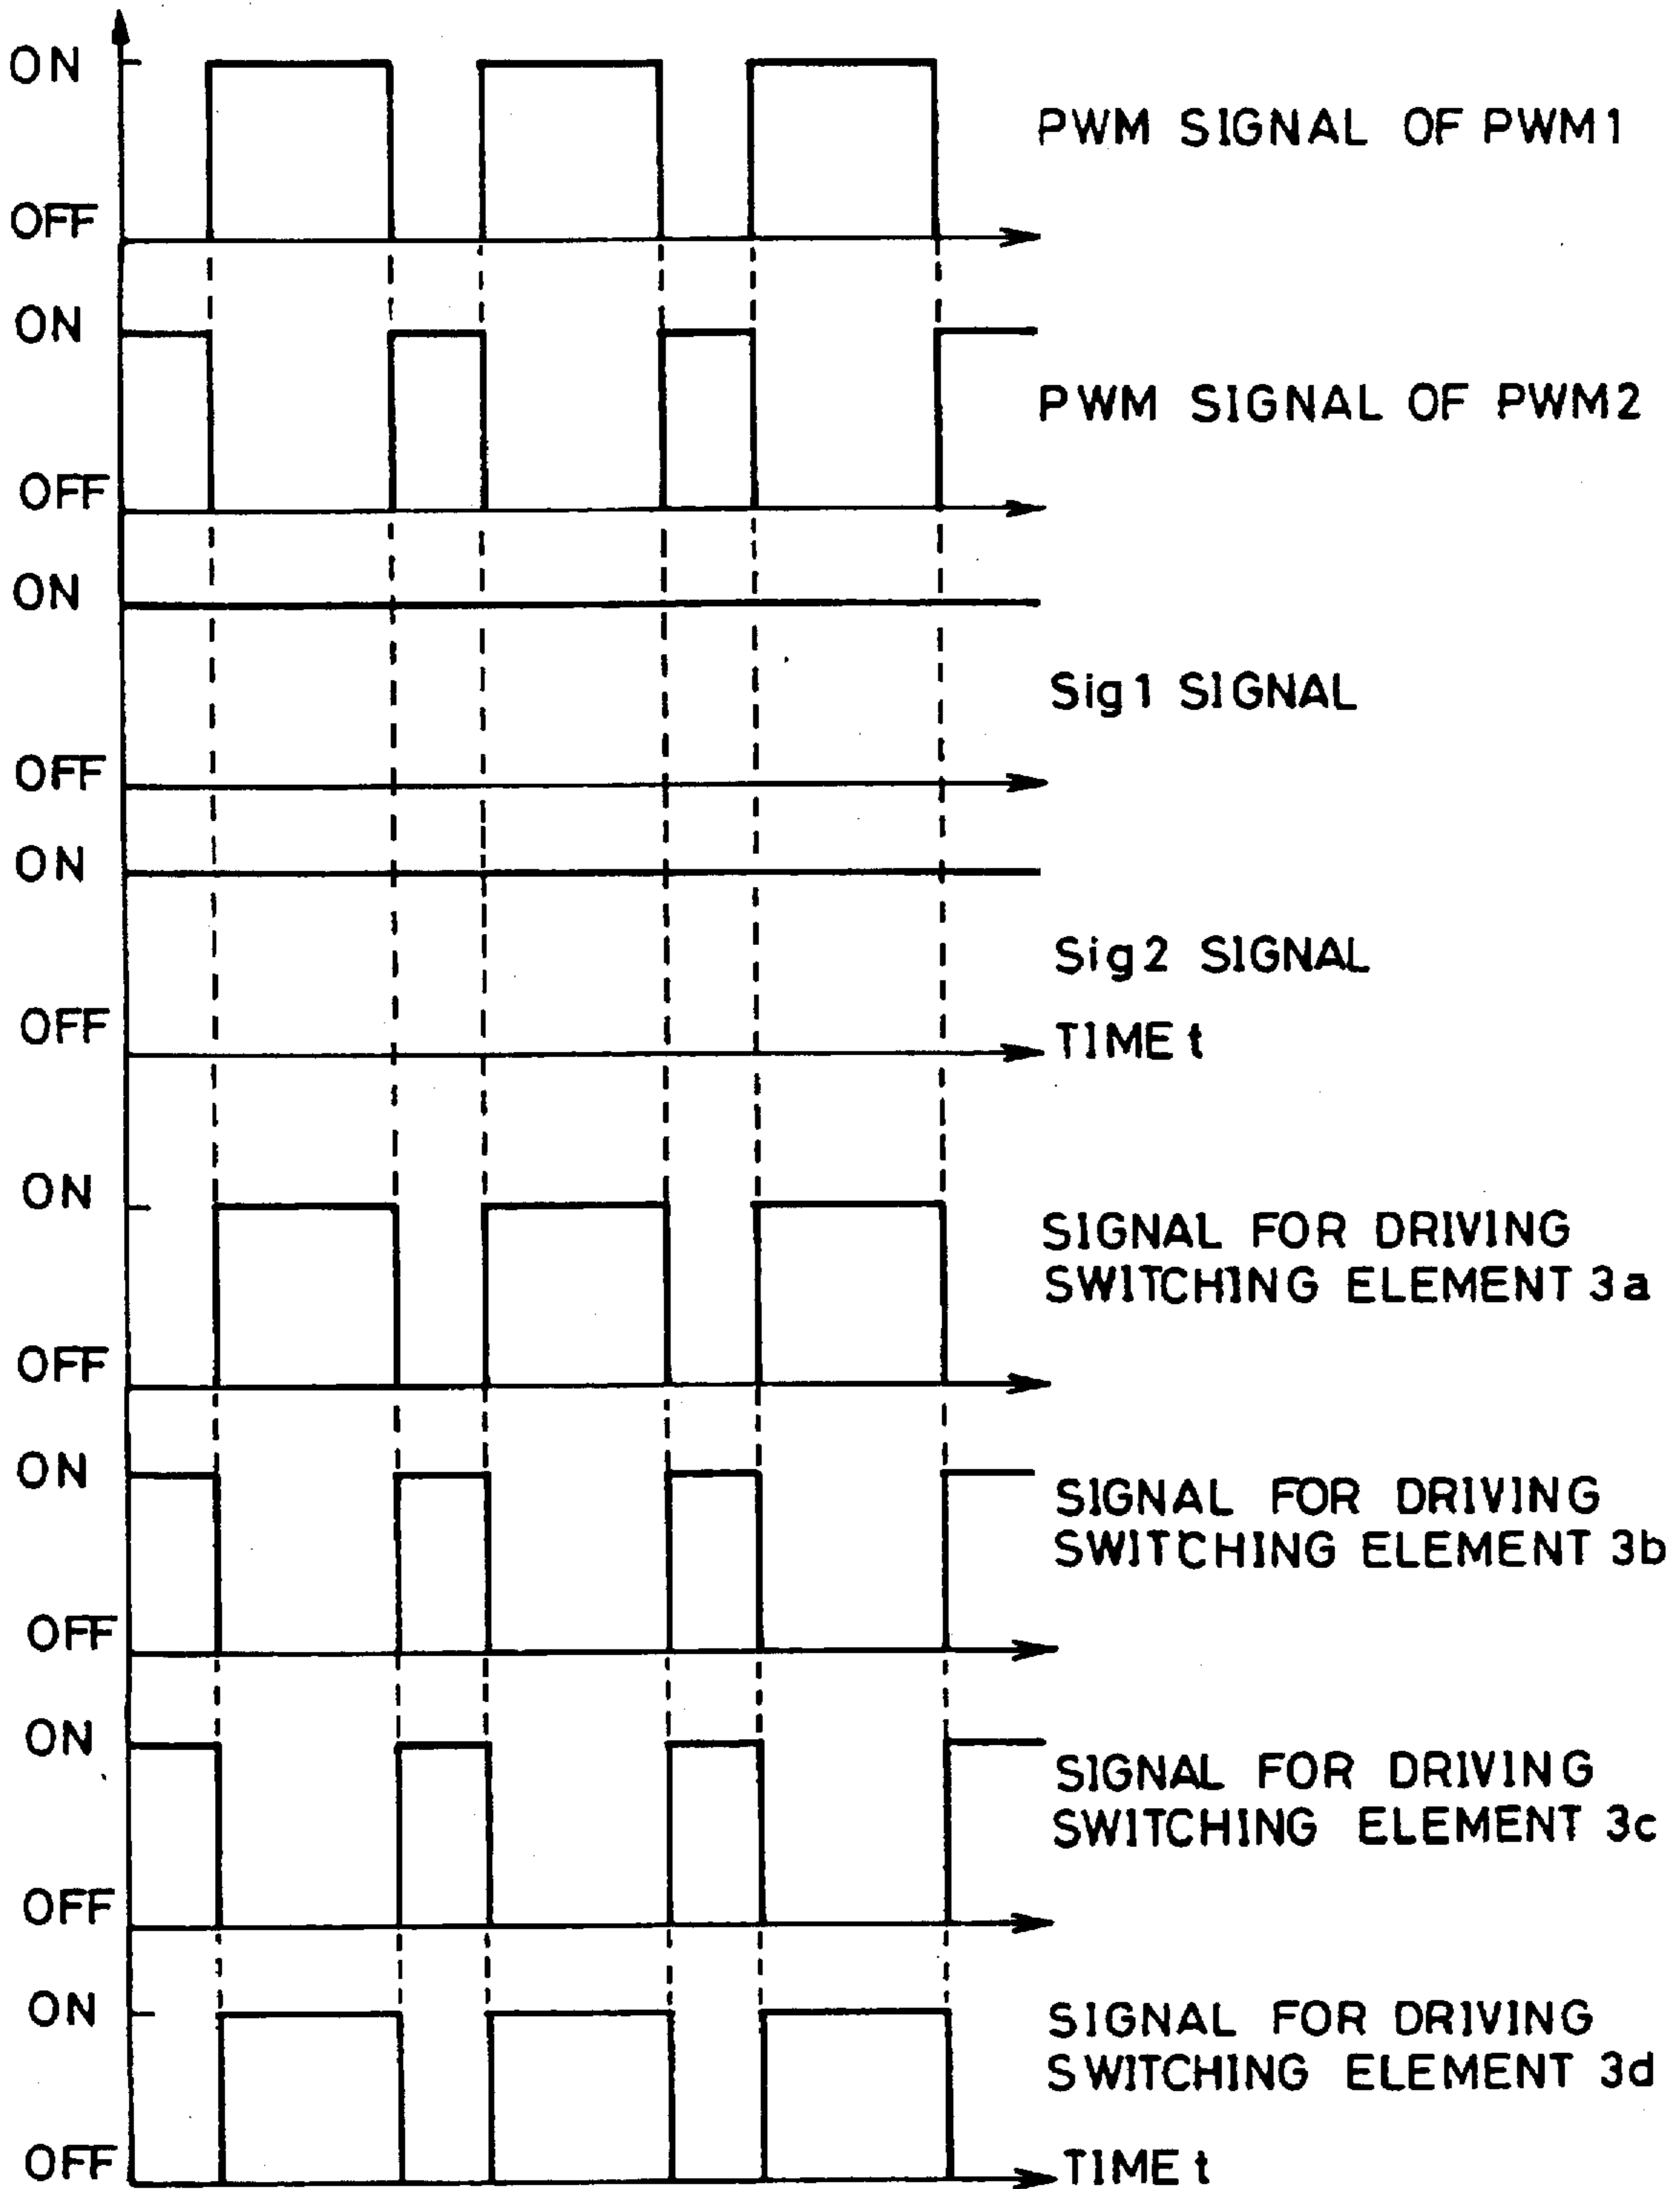 ON
PWM SIGNAL OF PWM1
OFF
ON
PWM SIGNAL OF PWM2
OFF
ON
Sig1 SIGNAL
OFF
ON
Sig2 SIGNAL
OFF
TIME t
ON
SIGNAL FOR DRIVING
SWITCHING ELEMENT 3a
OFF
ON
SIGNAL FOR DRIVING
SWITCHING ELEMENT 3b
OFF
ON
SIGNAL FOR DRIVING
SWITCHING ELEMENT 3c
OFF
ON
SIGNAL FOR DRIVING
SWITCHING ELEMENT 3d
OFF
TIME t